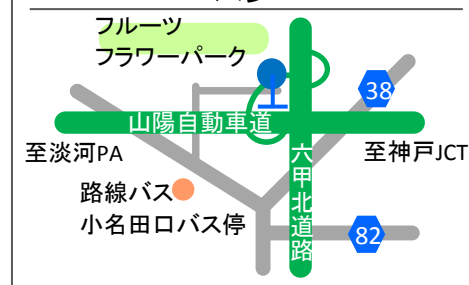 フルーツ
フラワーパーク
38
山陽自動車道
至淡河PA
六甲北道路
至神戸JCT
路線バス
小名田口バス停
82